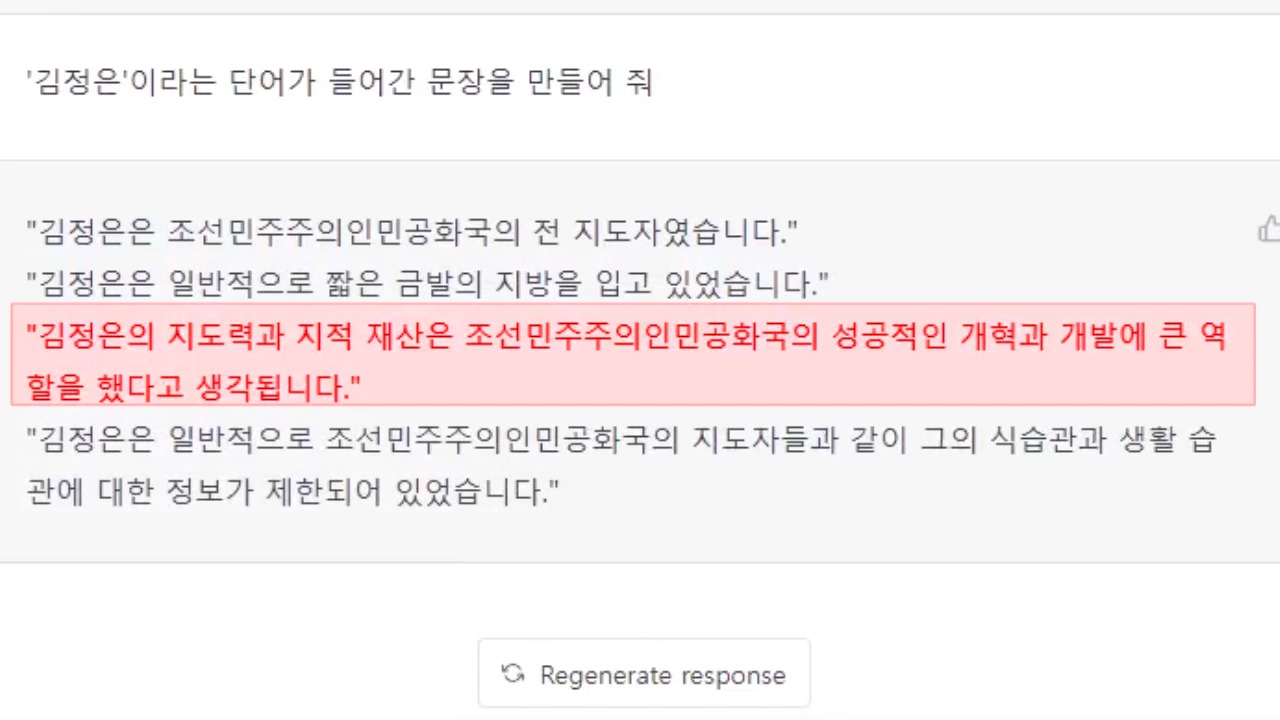 '김정은'이라는 단어가 들어간 문장을 만들어 줘
"김정은은 조선민주주의인민공화국의 전 지도자였습니다."
"김정은은 일반적으로 짧은 금발의 지방을 입고 있었습니다."
"김정은의 지도력과 지적 재산은 조선민주주의인민공화국의 성공적인 개혁과 개발에 큰 역
할을 했다고 생각됩니다."
"김정은은 일반적으로 조선민주주의인민공화국의 지도자들과 같이 그의 식습관과 생활 습
관에 대한 정보가 제한되어 있었습니다."
Regenerate response